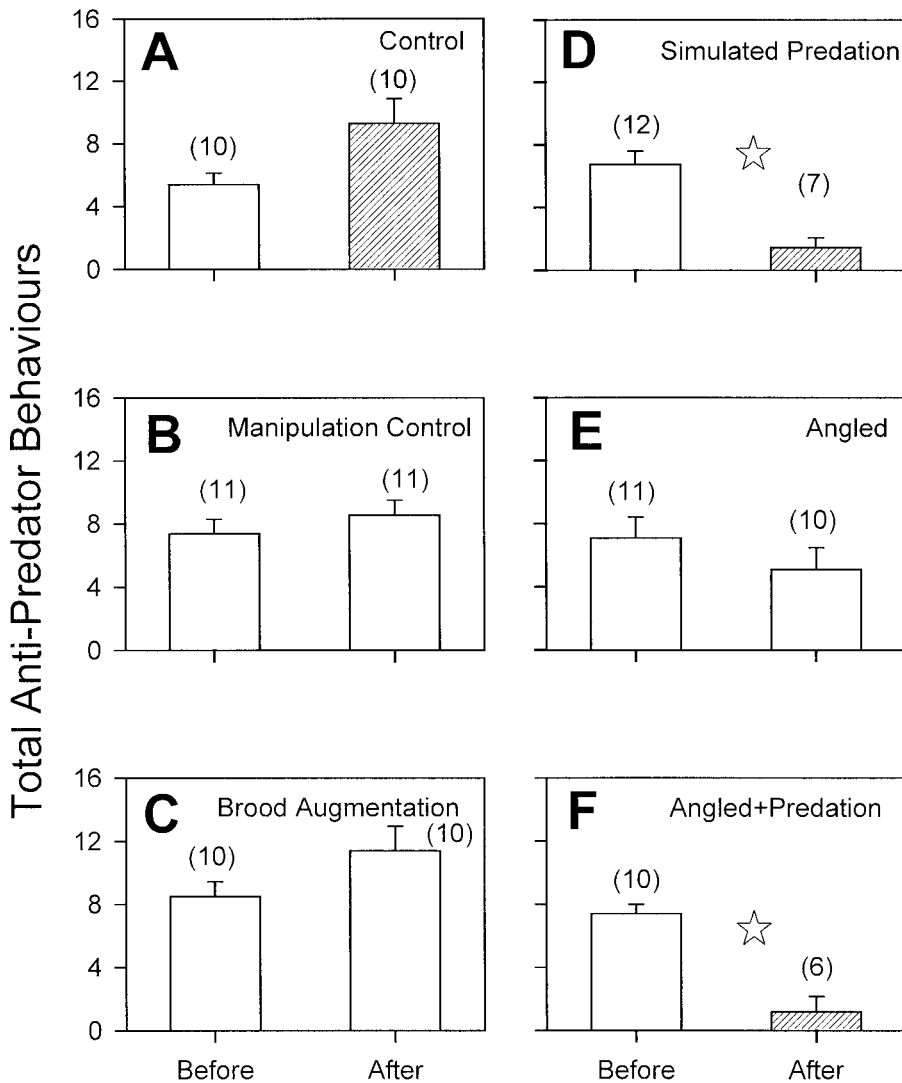 Total Anti-Predator Behaviours
A
Control
16
12
8
4
0
(10)
(10)
D
Simulated Predation
(12)
(7)
B
Manipulation Control
16
12
8
4
0
(11)
(11)
E
Angled
(11)
(10)
C
Brood Augmentation
16
12
8
4
0
(10)
(10)
Before
After
F
Angled+Predation
(10)
(6)
Before
After